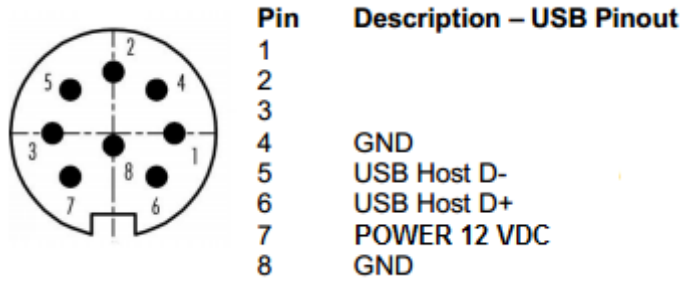 Pin Description – USB Pinout
1
2
3
4 GND
5 USB Host D-
6 USB Host D+
7 POWER 12 VDC
8 GND
2
5 4
3 1
8
7 6